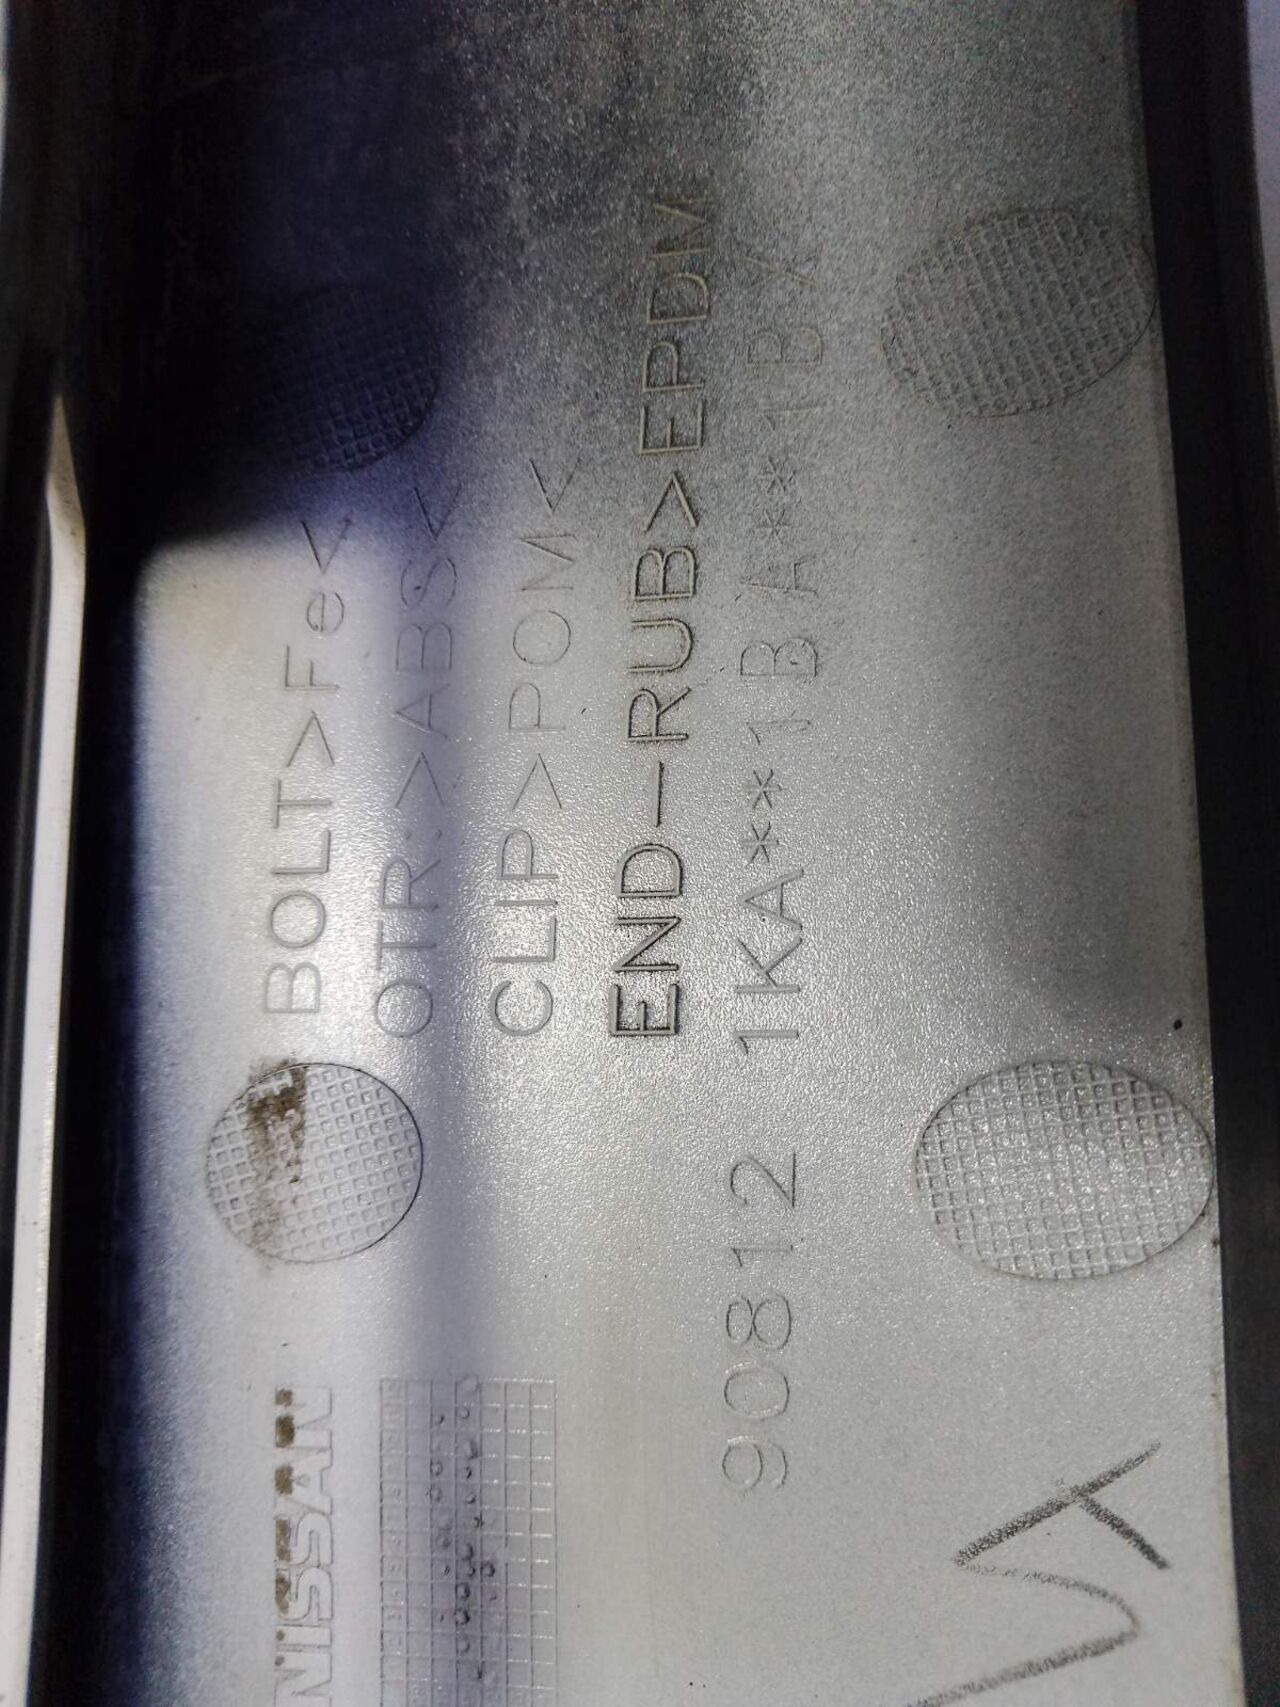 BOLT>Fe<
OTR:>ABS<
CLIP>POM<
END-RUB>EPDM
90812 1KA**1BA**1BX
NISSAN